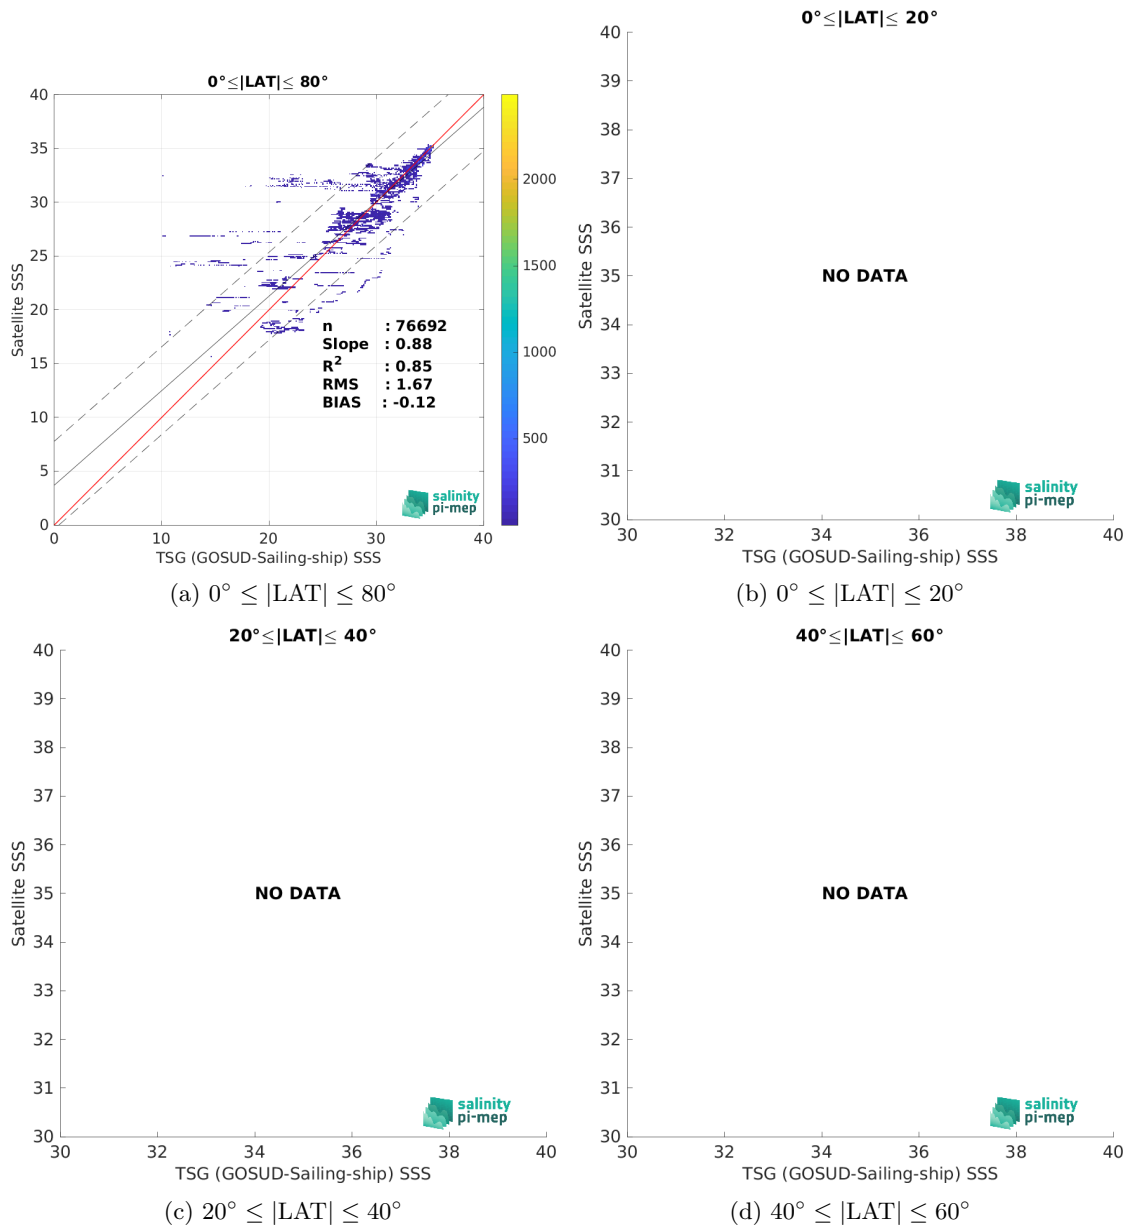 0°≤|LAT|≤ 80°
40
35
30
25
20
15
10
5
0
Satellite SSS
0
10
20
30
40
TSG (GOSUD-Sailing-ship) SSS
n : 76692
Slope : 0.88
R² : 0.85
RMS : 1.67
BIAS : -0.12
salinity
pi-mep
2000
1500
1000
500
(a) 0° ≤ |LAT| ≤ 80°
0°≤|LAT|≤ 20°
40
39
38
37
36
35
34
33
32
31
30
Satellite SSS
NO DATA
salinity
pi-mep
30
32
34
36
38
40
TSG (GOSUD-Sailing-ship) SSS
(b) 0° ≤ |LAT| ≤ 20°
20°≤|LAT|≤ 40°
40
39
38
37
36
35
34
33
32
31
30
Satellite SSS
NO DATA
salinity
pi-mep
30
32
34
36
38
40
TSG (GOSUD-Sailing-ship) SSS
(c) 20° ≤ |LAT| ≤ 40°
40°≤|LAT|≤ 60°
40
39
38
37
36
35
34
33
32
31
30
Satellite SSS
NO DATA
salinity
pi-mep
30
32
34
36
38
40
TSG (GOSUD-Sailing-ship) SSS
(d) 40° ≤ |LAT| ≤ 60°